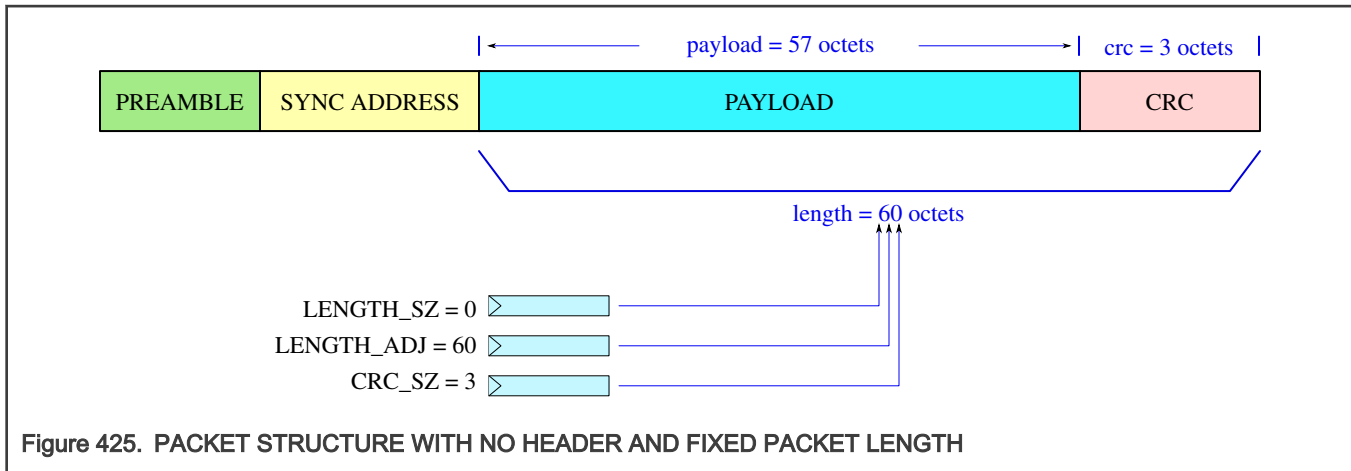 payload = 57 octets crc = 3 octets
PREAMBLE SYNC ADDRESS PAYLOAD CRC
length = 60 octets
LENGTH_SZ = 0
LENGTH_ADJ = 60
CRC_SZ = 3
Figure 425. PACKET STRUCTURE WITH NO HEADER AND FIXED PACKET LENGTH